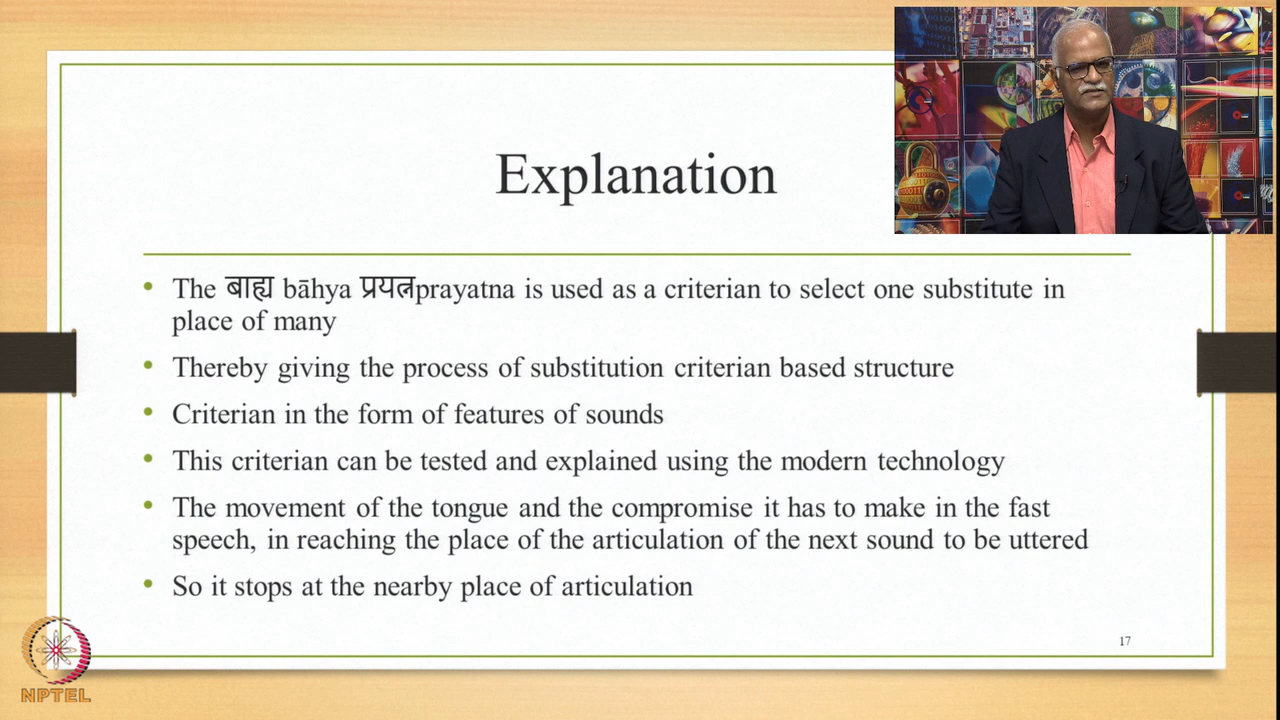 Explanation
The बाह्य bāhya प्रयत्नprayatna is used as a criterian to select one substitute in
place of many
Thereby giving the process of substitution criterian based structure
Criterian in the form of features of sounds
This criterian can be tested and explained using the modern technology
The movement of the tongue and the compromise it has to make in the fast
speech, in reaching the place of the articulation of the next sound to be uttered
So it stops at the nearby place of articulation
17
NPTEL